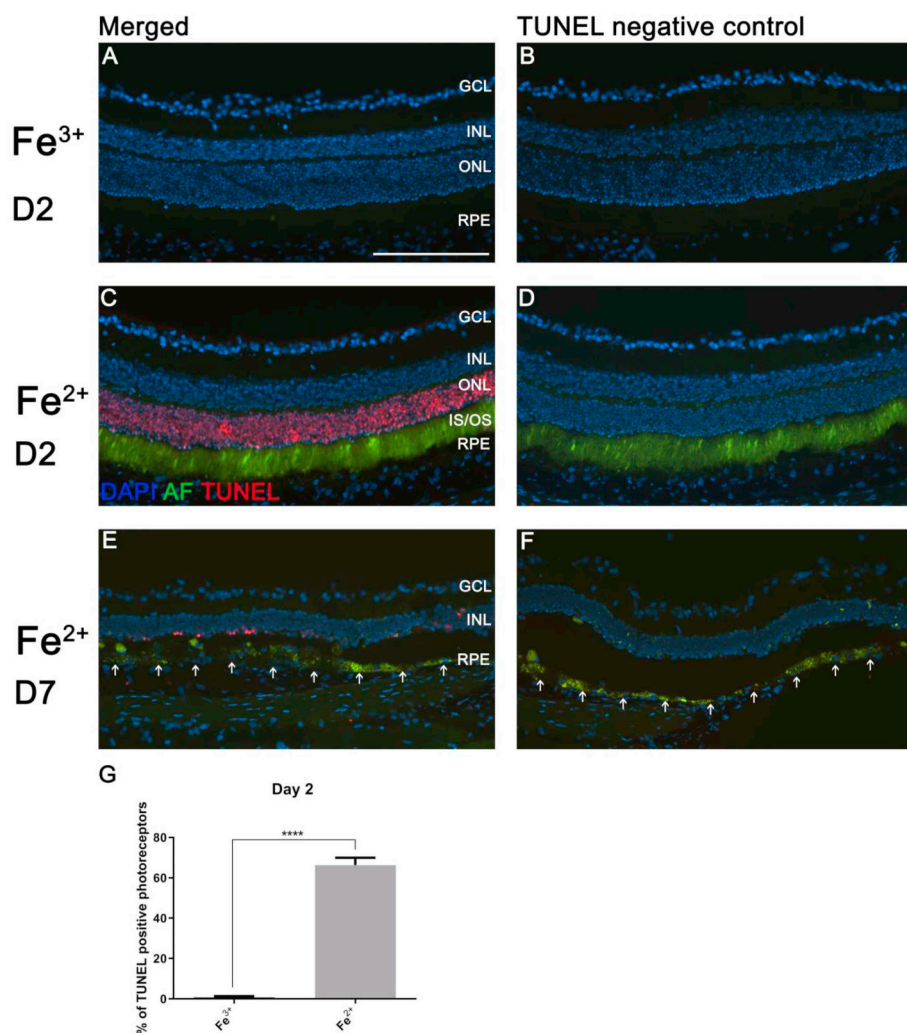 Merged
TUNEL negative control
Fe³⁺
D2
A
GCL
INL
ONL
RPE
B
Fe²⁺
D2
C
GCL
INL
ONL
IS/OS
RPE
DAPI AF TUNEL
D
Fe²⁺
D7
E
GCL
INL
RPE
F
G
Day 2
% of TUNEL positive photoreceptors
80
60
40
20
0
****
Fe³⁺
Fe²⁺